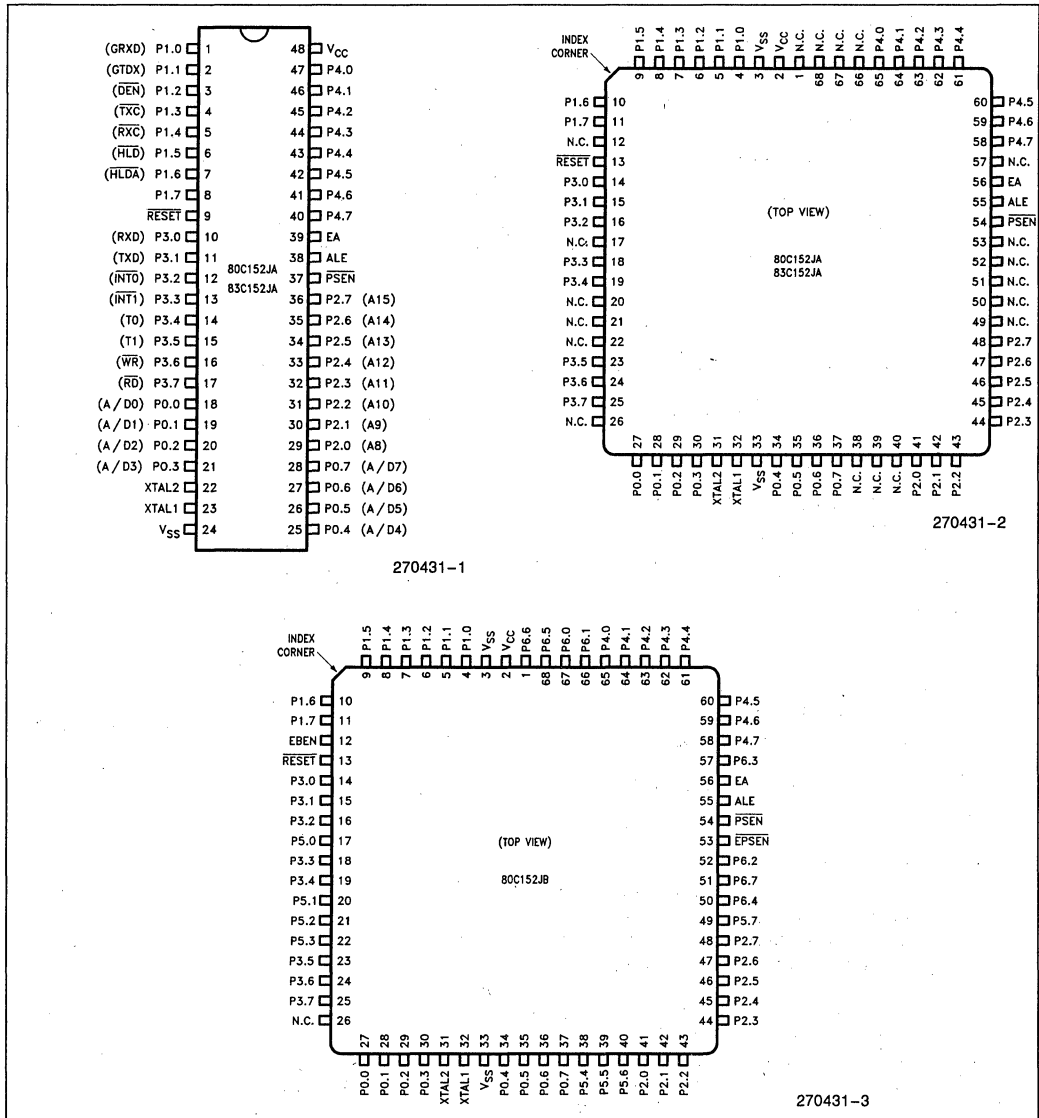 (GRXD) P1.0 1 48 VCC
(GTDX) P1.1 2 47 P4.0
(DEN) P1.2 3 46 P4.1
(TXC) P1.3 4 45 P4.2
(RXC) P1.4 5 44 P4.3
(HLD) P1.5 6 43 P4.4
(HLDA) P1.6 7 42 P4.5
P1.7 8 41 P4.6
RESET 9 40 P4.7
(RXD) P3.0 10 39 EA
(TXD) P3.1 11 38 ALE
80C152JA
(INT0) P3.2 12 37 PSEN
83C152JA
(INT1) P3.3 13 36 P2.7 (A15)
(T0) P3.4 14 35 P2.6 (A14)
(T1) P3.5 15 34 P2.5 (A13)
(WR) P3.6 16 33 P2.4 (A12)
(RD) P3.7 17 32 P2.3 (A11)
(A/D0) P0.0 18 31 P2.2 (A10)
(A/D1) P0.1 19 30 P2.1 (A9)
(A/D2) P0.2 20 29 P2.0 (A8)
(A/D3) P0.3 21 28 P0.7 (A/D7)
XTAL2 22 27 P0.6 (A/D6)
XTAL1 23 26 P0.5 (A/D5)
VSS 24 25 P0.4 (A/D4)
270431-1
INDEX
CORNER
P1.5 P1.4 P1.3 P1.2 P1.1 P1.0 VSS VCC N.C. N.C. N.C. N.C. P4.0 P4.1 P4.2 P4.3 P4.4
9 8 7 6 5 4 3 2 1 68 67 66 65 64 63 62 61
P1.6 10 60 P4.5
P1.7 11 59 P4.6
N.C. 12 58 P4.7
RESET 13 57 N.C.
P3.0 14 56 EA
P3.1 15 55 ALE
(TOP VIEW)
P3.2 16 54 PSEN
N.C. 17 53 N.C.
P3.3 18 52 N.C.
80C152JA
P3.4 19 51 N.C.
83C152JA
N.C. 20 50 N.C.
N.C. 21 49 N.C.
N.C. 22 48 P2.7
P3.5 23 47 P2.6
P3.6 24 46 P2.5
P3.7 25 45 P2.4
N.C. 26 44 P2.3
27 28 29 30 31 32 33 34 35 36 37 38 39 40 41 42 43
P0.0 P0.1 P0.2 P0.3 XTAL2 XTAL1 VSS P0.4 P0.5 P0.6 P0.7 N.C. N.C. N.C. P2.0 P2.1 P2.2
270431-2
INDEX
CORNER
P1.5 P1.4 P1.3 P1.2 P1.1 P1.0 VSS VCC P6.6 P6.5 P6.0 P6.1 P4.0 P4.1 P4.2 P4.3 P4.4
9 8 7 6 5 4 3 2 1 68 67 66 65 64 63 62 61
P1.6 10 60 P4.5
P1.7 11 59 P4.6
EBEN 12 58 P4.7
RESET 13 57 P6.3
P3.0 14 56 EA
P3.1 15 55 ALE
P3.2 16 54 PSEN
P5.0 17 (TOP VIEW) 53 EPSEN
P3.3 18 52 P6.2
P3.4 19 80C152JB 51 P6.7
P5.1 20 50 P6.4
P5.2 21 49 P5.7
P5.3 22 48 P2.7
P3.5 23 47 P2.6
P3.6 24 46 P2.5
P3.7 25 45 P2.4
N.C. 26 44 P2.3
27 28 29 30 31 32 33 34 35 36 37 38 39 40 41 42 43
P0.0 P0.1 P0.2 P0.3 XTAL2 XTAL1 VSS P0.4 P0.5 P0.6 P0.7 P5.4 P5.5 P5.6 P2.0 P2.1 P2.2
270431-3